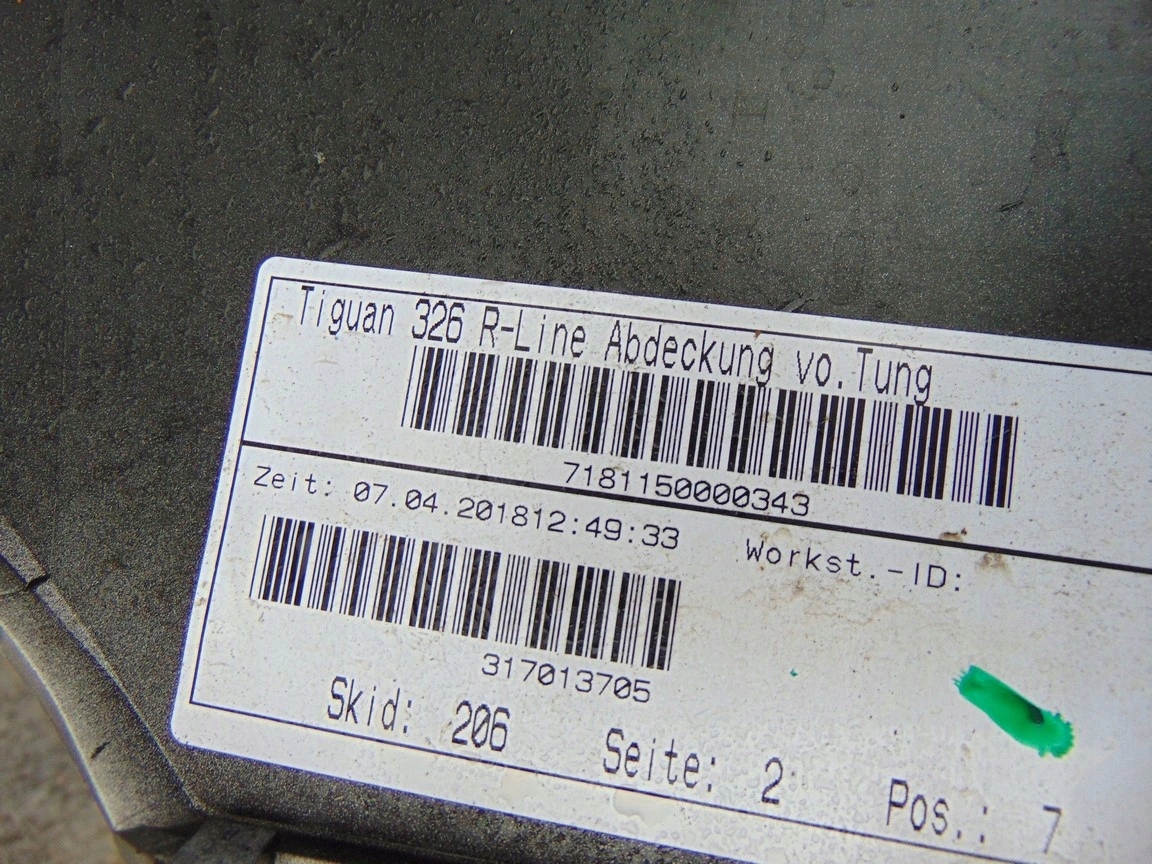 Tiguan 326 R-Line Abdeckung vo.Tung
7181150000343
Zeit: 07.04.201812:49:33
Workst.-ID:
317013705
Skid: 206 Seite: 2 Pos.: 7